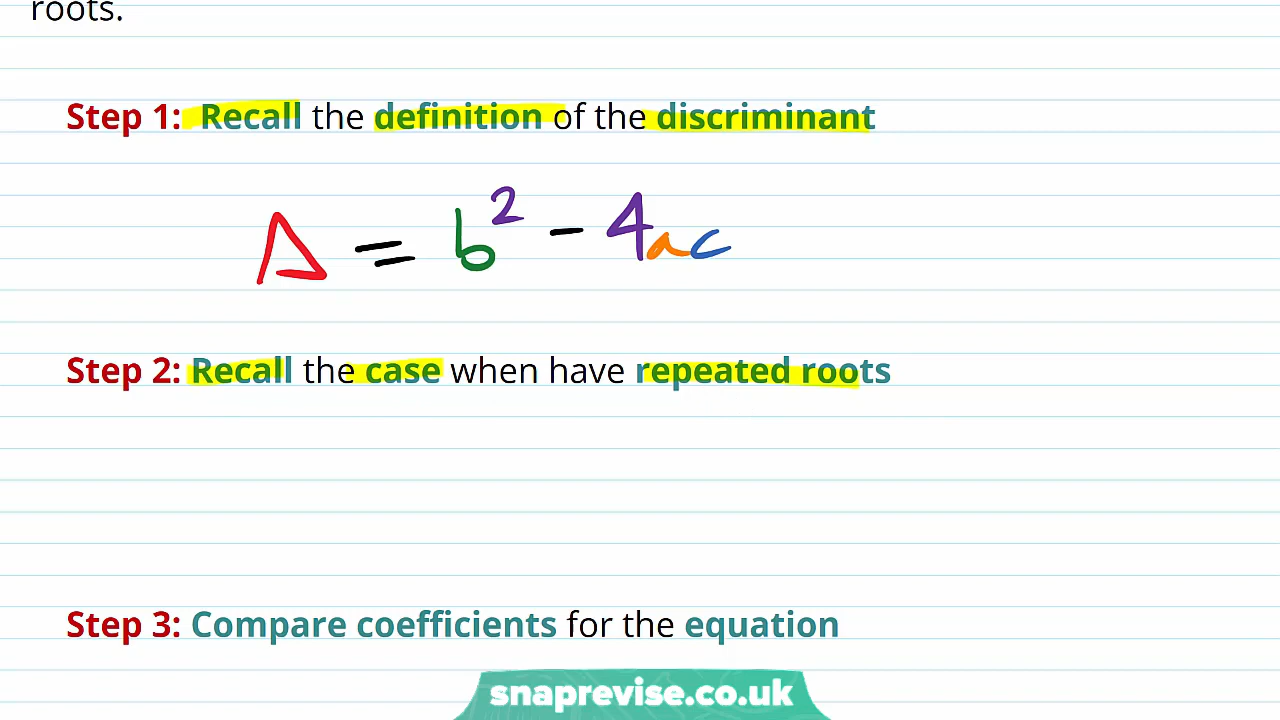 roots.
Step 1: Recall the definition of the discriminant
Δ = b² - 4ac
Step 2: Recall the case when have repeated roots
Step 3: Compare coefficients for the equation
snaprevise.co.uk